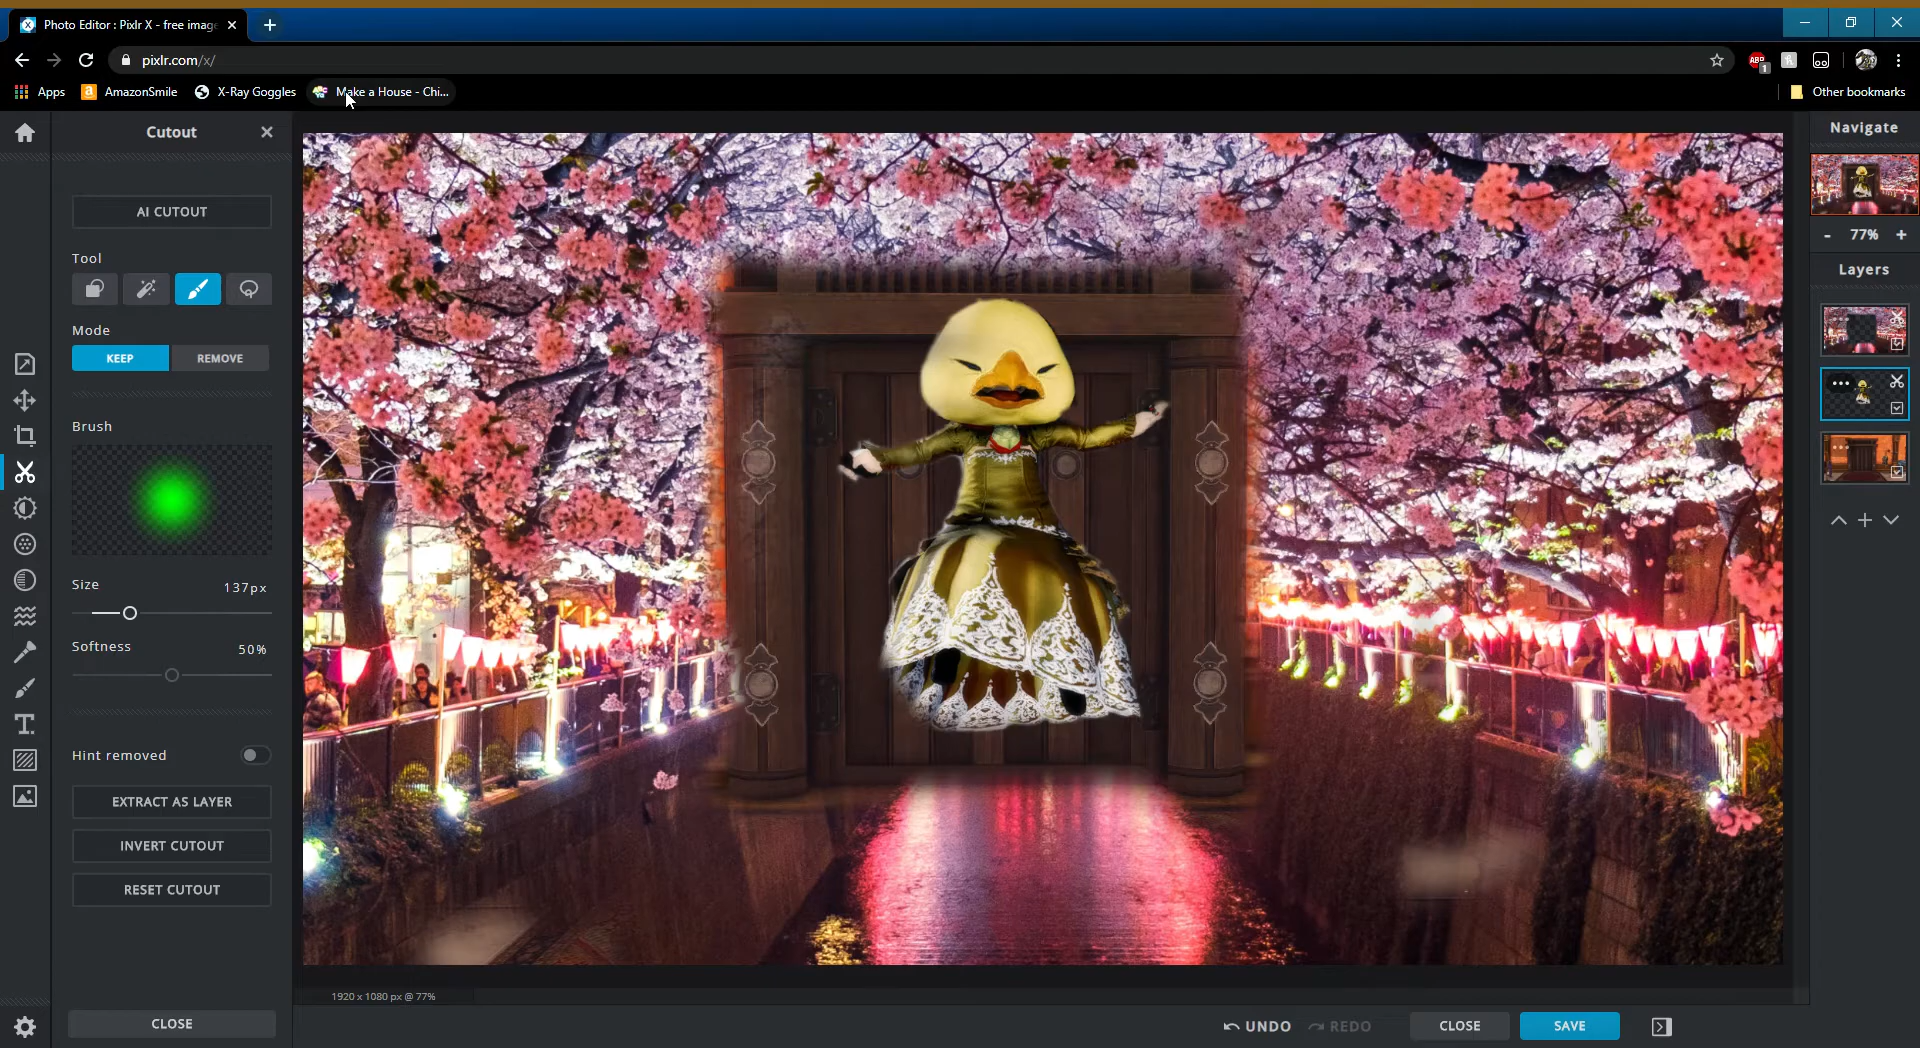 Photo Editor : Pixlr X - free image
pixlr.com/x/
ABP
1
Apps
a
AmazonSmile
X-Ray Goggles
Make a House - Chi...
Other bookmarks
Cutout
AI CUTOUT
Tool
Mode
KEEP
REMOVE
Brush
Size
137px
Softness
50%
Hint removed
EXTRACT AS LAYER
INVERT CUTOUT
RESET CUTOUT
CLOSE
1920 x 1080 px @ 77%
UNDO
REDO
CLOSE
SAVE
Navigate
- 77% +
Layers